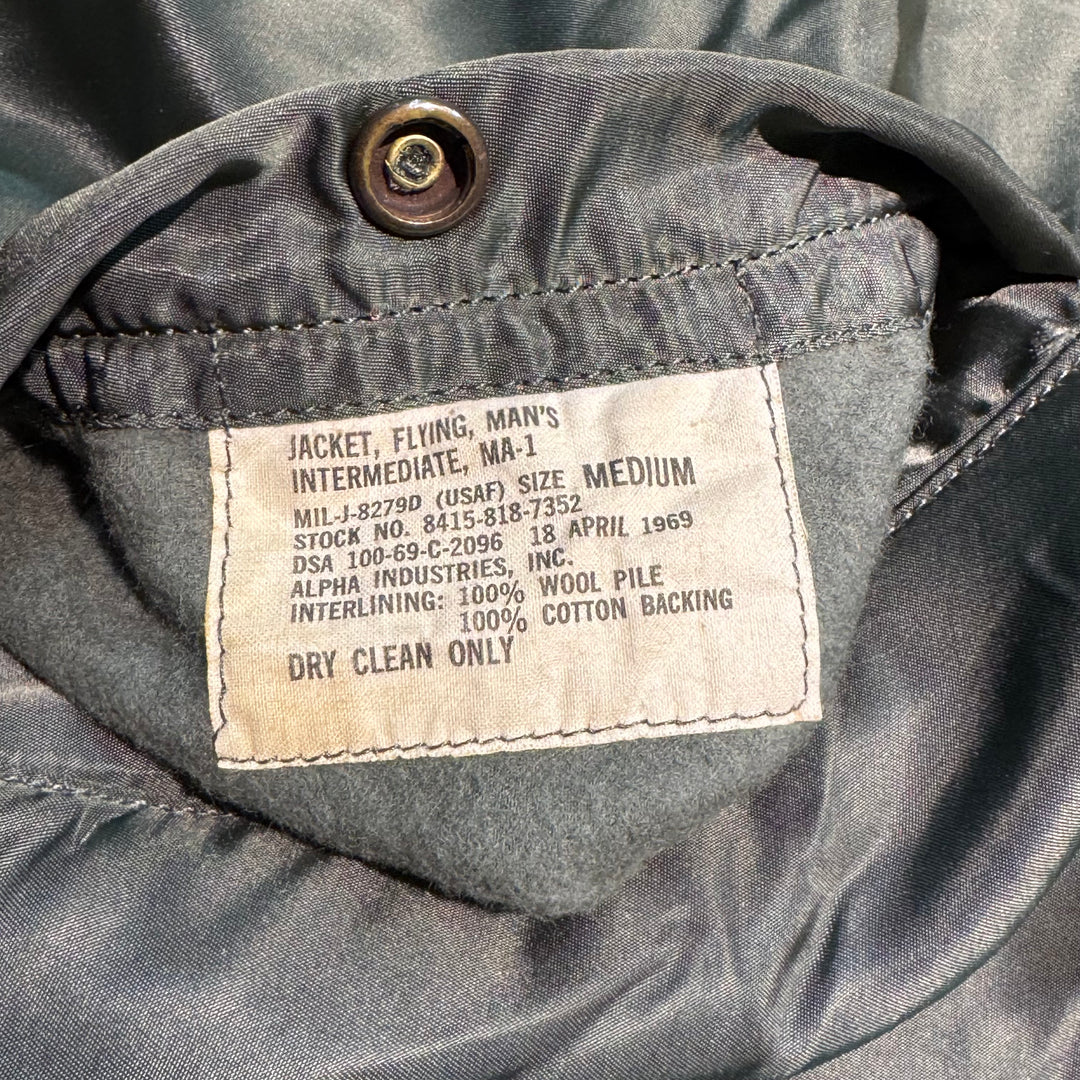 JACKET, FLYING, MAN'S
INTERMEDIATE, MA-1
MIL-J-8279D (USAF) SIZE MEDIUM
STOCK NO. 8415-818-7352
DSA 100-69-C-2096 18 APRIL 1969
ALPHA INDUSTRIES, INC.
INTERLINING: 100% WOOL PILE
100% COTTON BACKING
DRY CLEAN ONLY